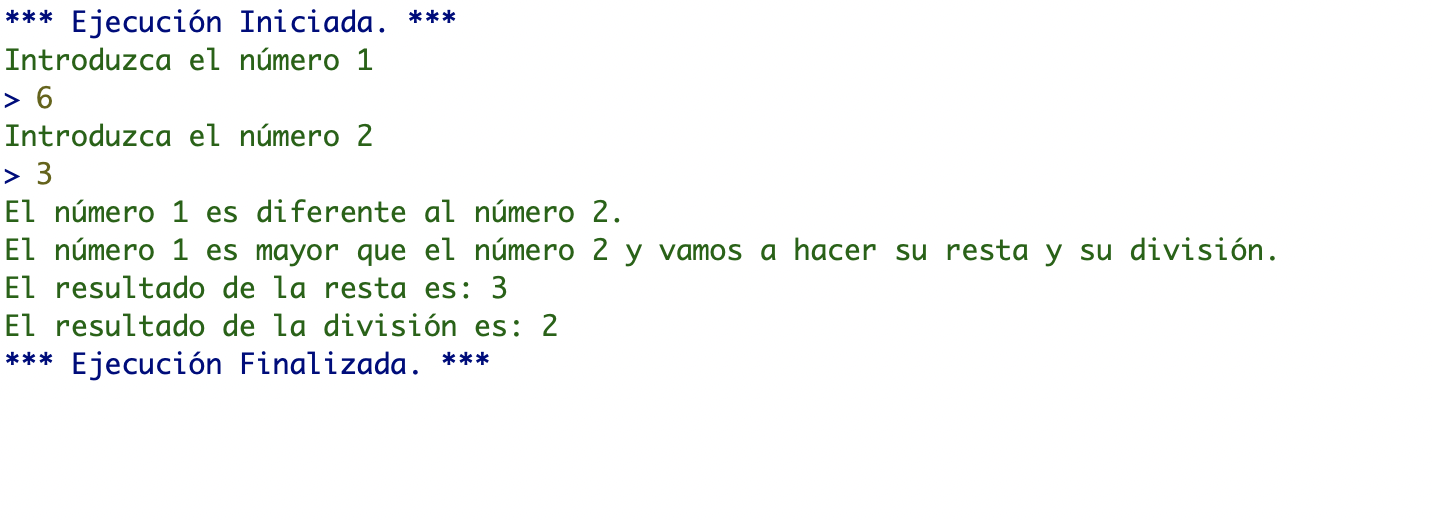 *** Ejecución Iniciada. ***
Introduzca el número 1
> 6
Introduzca el número 2
> 3
El número 1 es diferente al número 2.
El número 1 es mayor que el número 2 y vamos a hacer su resta y su división.
El resultado de la resta es: 3
El resultado de la división es: 2
*** Ejecución Finalizada. ***